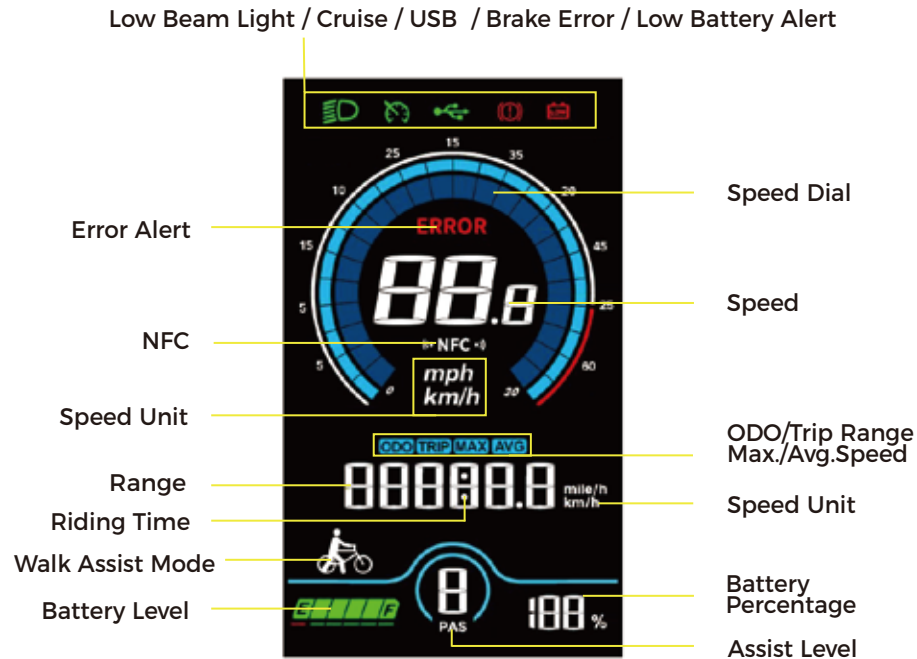 Low Beam Light / Cruise / USB / Brake Error / Low Battery Alert
15
25
35
10
20
Speed Dial
Error Alert
ERROR
15
45
88.8
Speed
5
25
NFC
NFC
5
60
mph
0
30
km/h
Speed Unit
ODO/Trip Range
ODO TRIP MAX AVG
Max./Avg.Speed
Range
8888:8.8
mile/h
km/h
Speed Unit
Riding Time
Walk Assist Mode
8
Battery
Percentage
Battery Level
E F
188 %
PAS
Assist Level